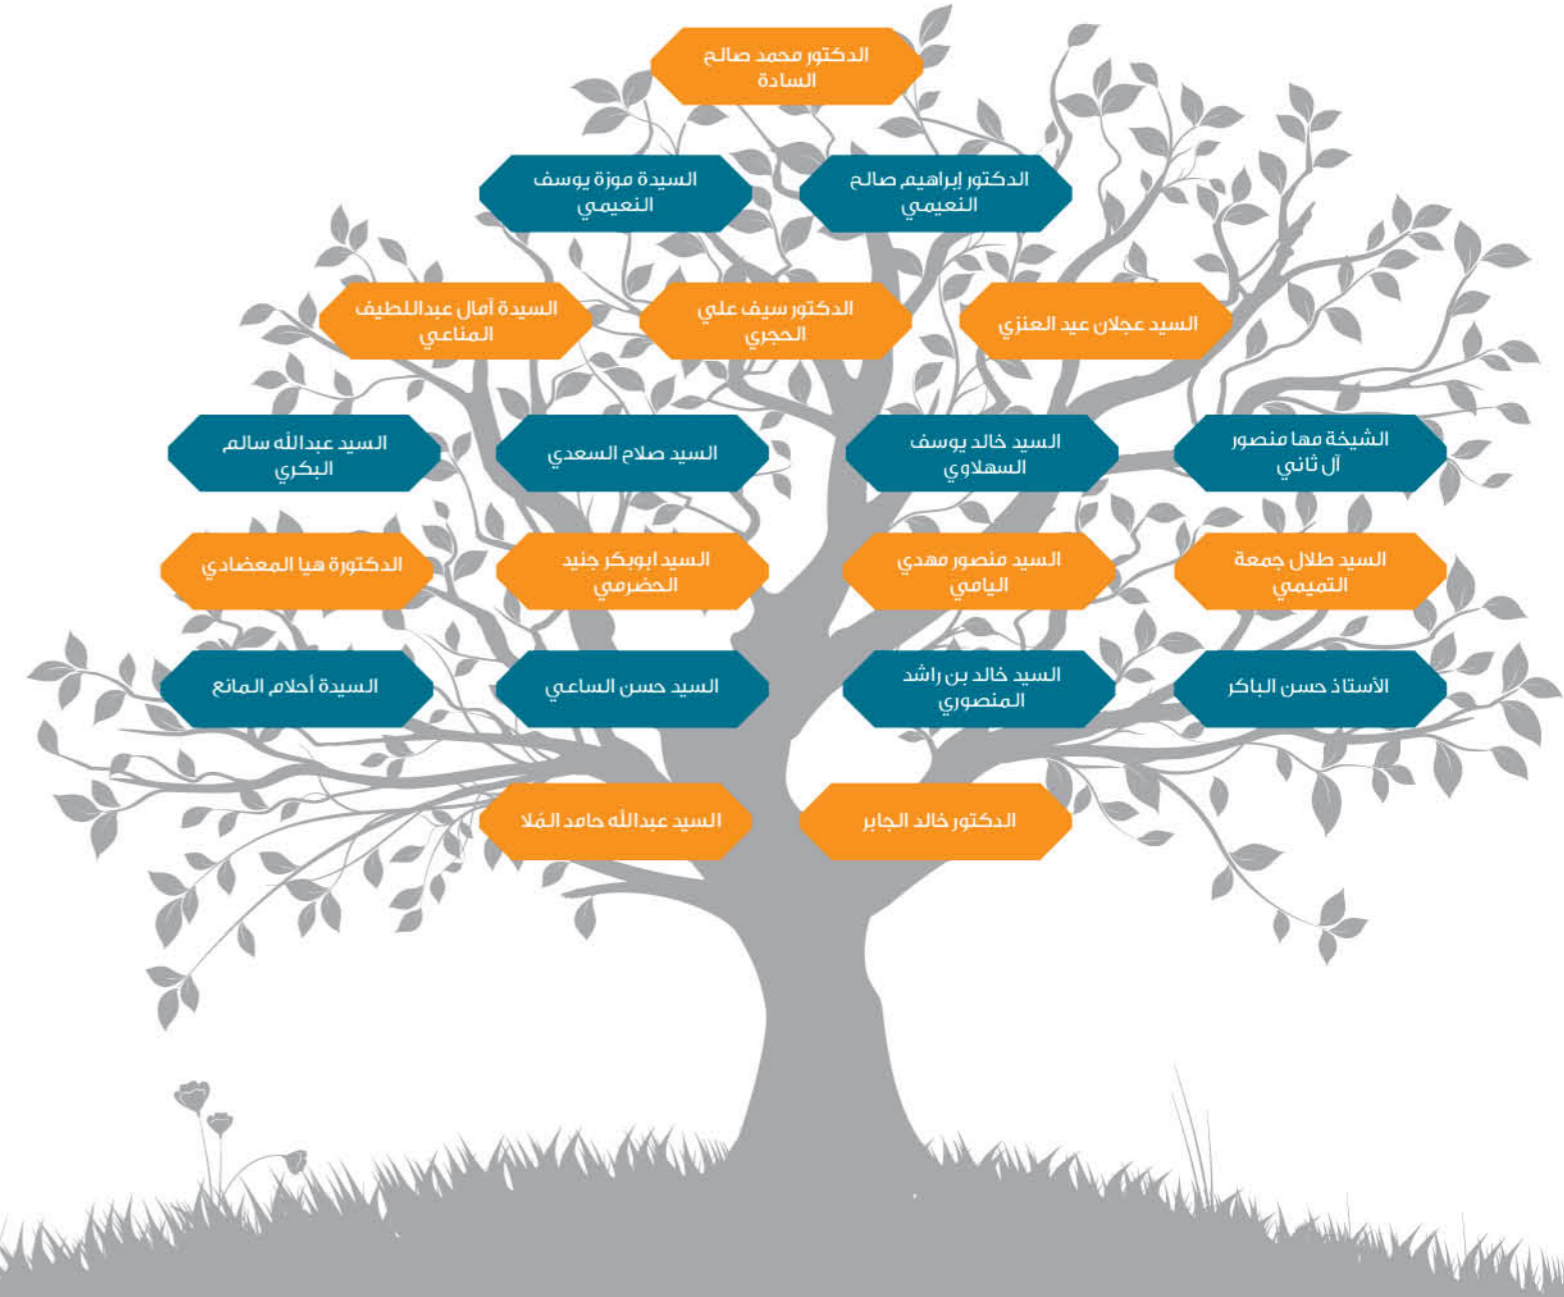 الدكتور محمد صالح
السادة
الدكتور إبراهيم صالح
النعيمي
السيدة موزة يوسف
النعيمي
السيد عجلان عيد العنزي
الدكتور سيف علي
الحجري
السيدة آمال عبداللطيف
المناعي
الشيخة مها منصور
آل ثاني
السيد خالد يوسف
السهلاوي
السيد صلاح السعدي
السيد عبدالله سالم
البكري
السيد طلال جمعة
التميمي
السيد منصور مهدي
اليامي
السيد ابوبكر جنيد
الحضرمي
الدكتورة هيا المعضادي
الأستاذ حسن الباكر
السيد خالد بن راشد
المنصوري
السيد حسن الساعي
السيدة أحلام المانع
الدكتور خالد الجابر
السيد عبدالله حامد المُلا